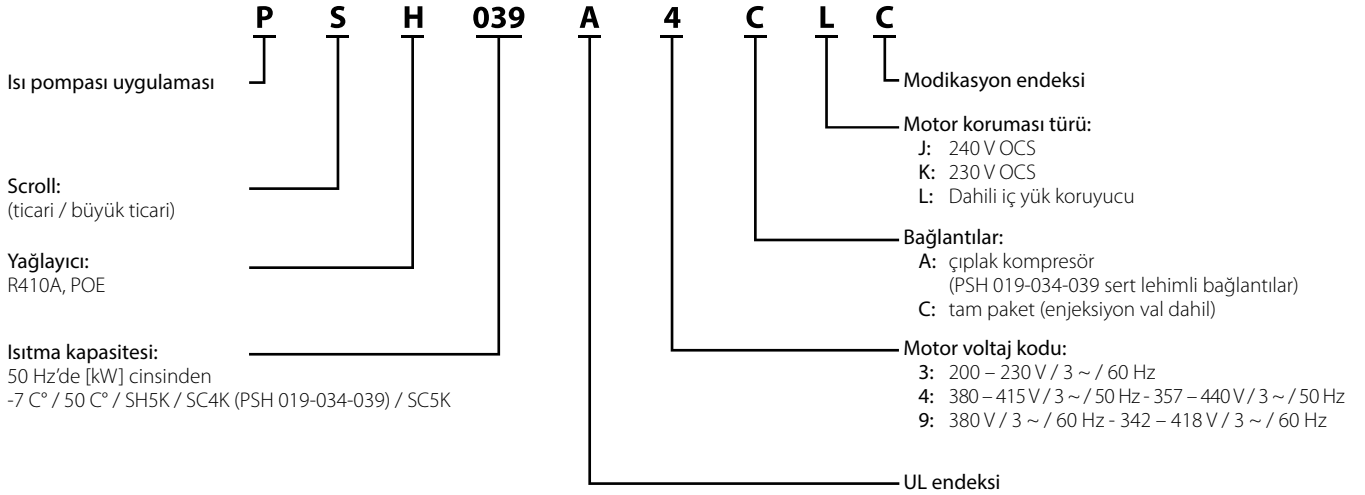 P S H 039 A 4 C L C
Isı pompası uygulaması
Scroll:
(ticari / büyük ticari)
Yağlayıcı:
R410A, POE
Isıtma kapasitesi:
50 Hz’de [kW] cinsinden
-7 C° / 50 C° / SH5K / SC4K (PSH 019-034-039) / SC5K
Modikasyon endeksi
Motor koruması türü:
J: 240 V OCS
K: 230 V OCS
L: Dahili iç yük koruyucu
Bağlantılar:
A: çıplak kompresör
(PSH 019-034-039 sert lehimli bağlantılar)
C: tam paket (enjeksiyon val dahil)
Motor voltaj kodu:
3: 200 – 230 V / 3 ~ / 60 Hz
4: 380 – 415 V / 3 ~ / 50 Hz - 357 – 440 V / 3 ~ / 50 Hz
9: 380 V / 3 ~ / 60 Hz - 342 – 418 V / 3 ~ / 60 Hz
UL endeksi